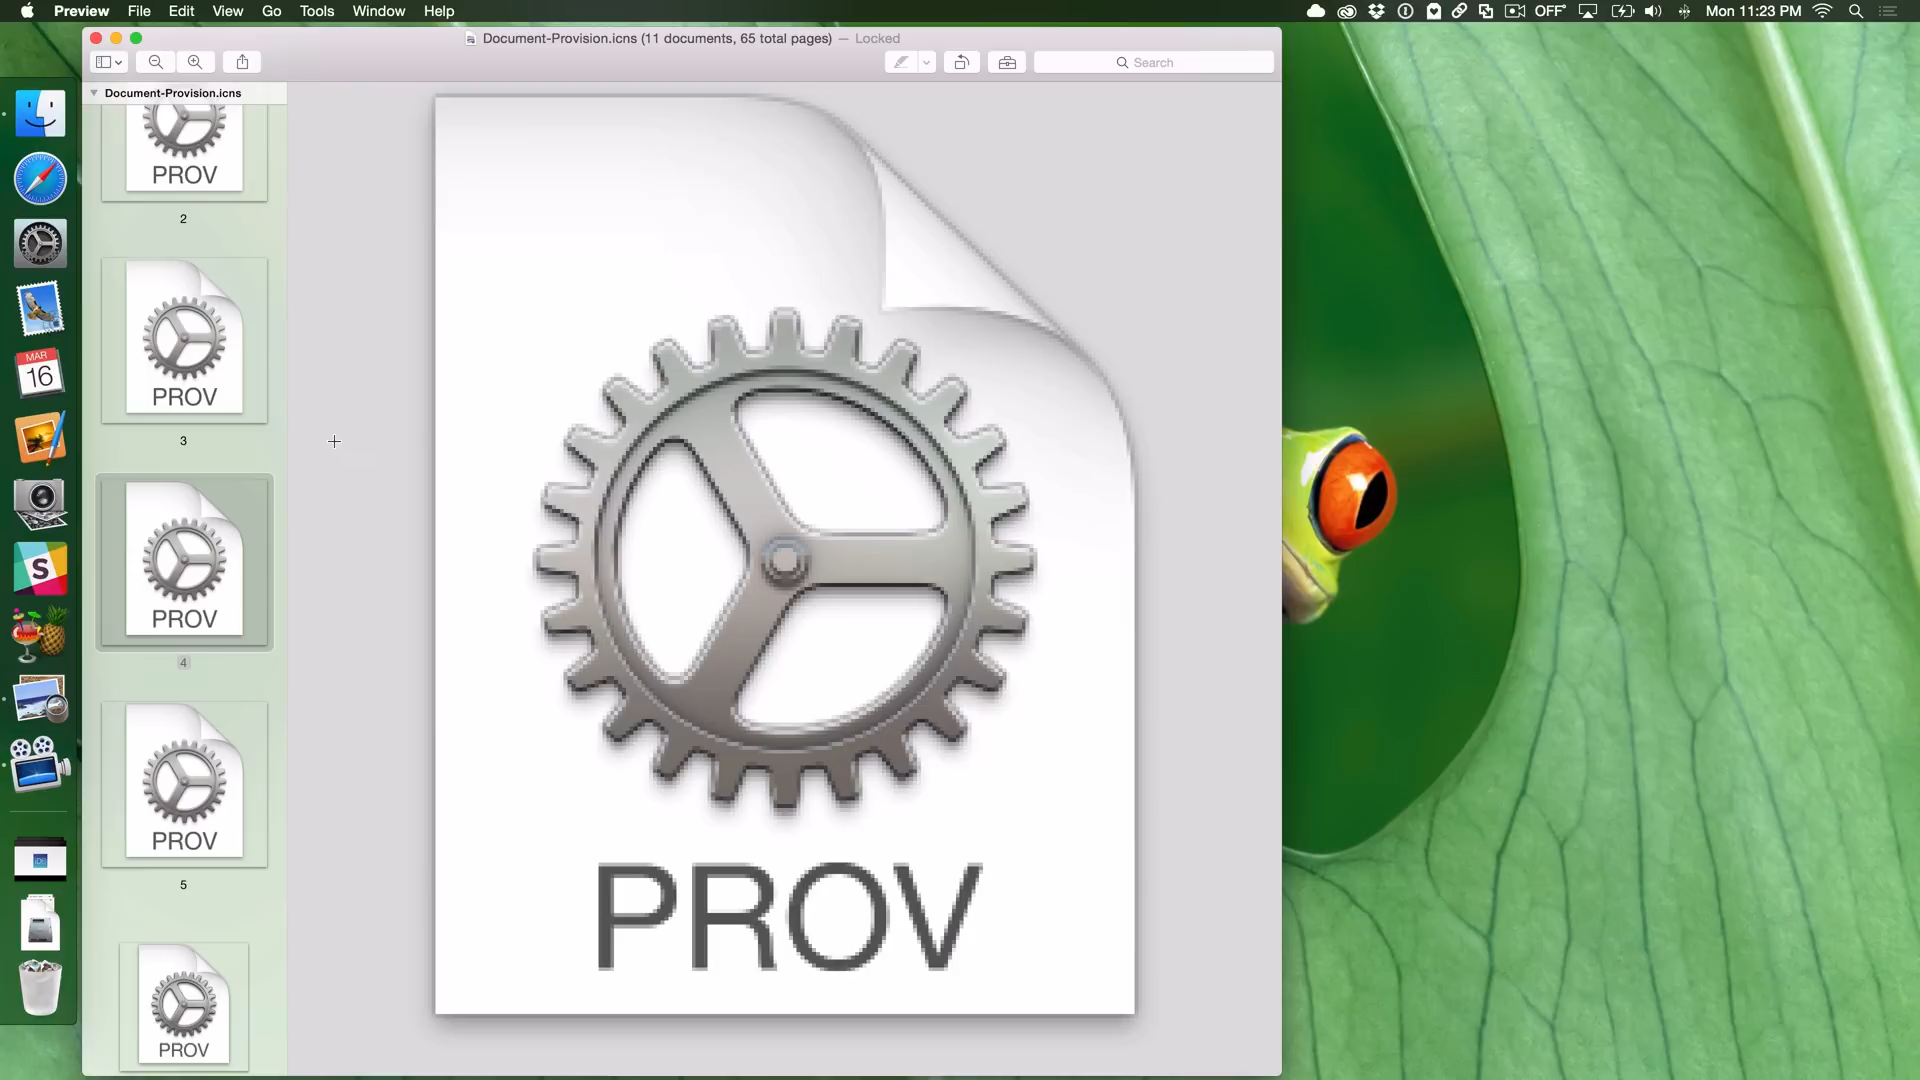 Preview File Edit View Go Tools Window Help
OFF° Mon 11:23 PM
Document-Provision.icns (11 documents, 65 total pages) — Locked
Search
Document-Provision.icns
PROV
2
PROV
3
PROV
4
PROV
5
PROV
PROV
MAR
16
S